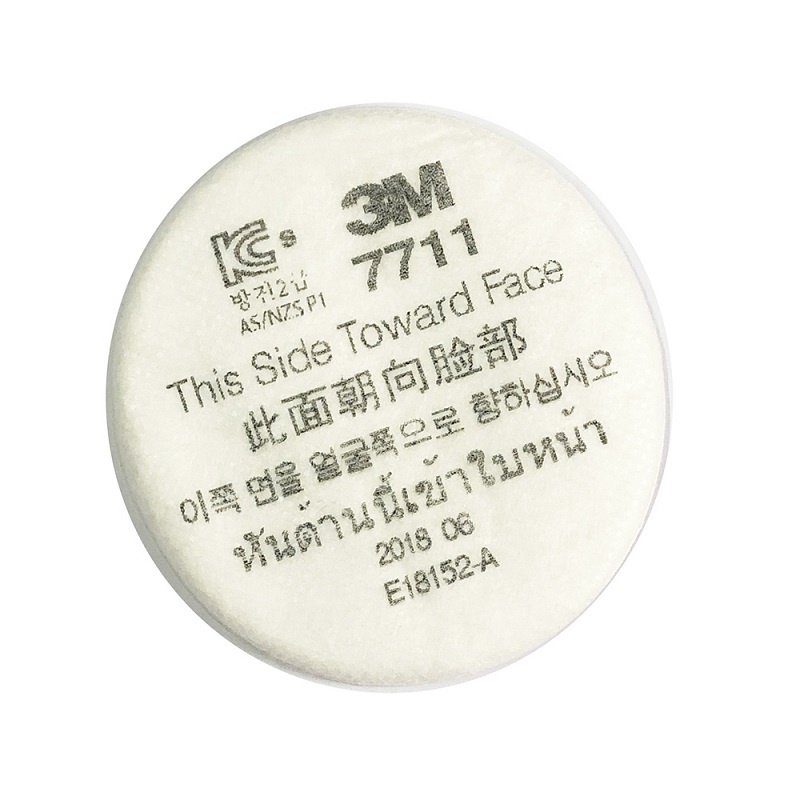 3M
7711
KCs
방진2급
AS/NZS P1
This Side Toward Face
此面朝向脸部
이쪽 면을 얼굴쪽으로 향하십시오
หันด้านนี้เข้าใบหน้า
2018 06
E18152-A